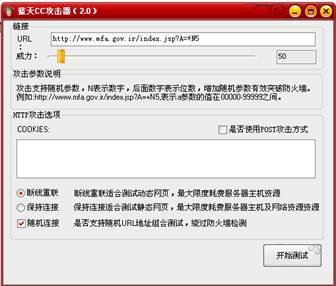 蓝天CC攻击器(2.0)
链接
URL: http://www.mfa.gov.ir/index.jsp?A=+N5
威力: 50
攻击参数说明
攻击支持随机参数，N表示数字，后面数字表示位数，增加随机参数有效突破防火墙。
例如:http://www.mfa.gov.ir/index.jsp?A=+N5,表示a参数的值在00000-99999之间。
HTTP攻击选项
COOKIES: 是否使用POST攻击方式
断线重联 断线重联适合测试动态网页，最大限度耗费服务器主机资源
保持连接 保持连接适合测试静态网页，最大限度耗费服务器主机及网络资源资源
随机连接 是否支持随机URL地址组合测试，绕过防火墙检测
开始测试